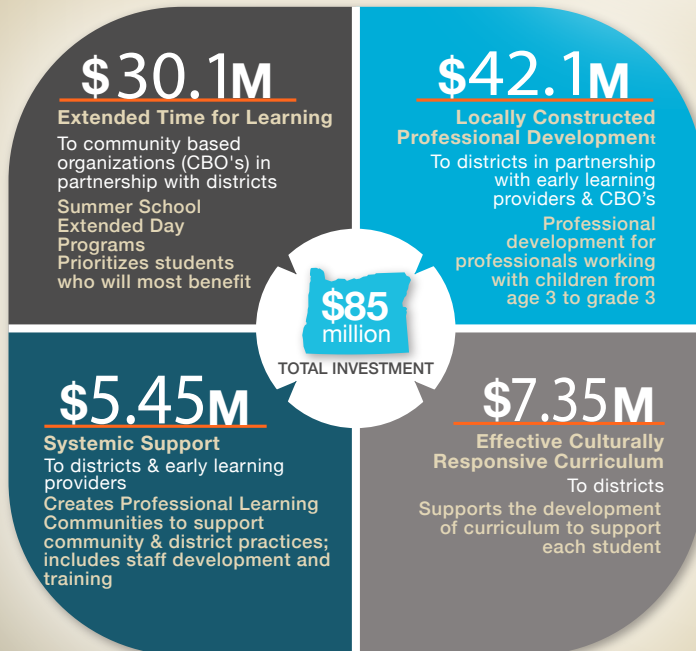 $30.1M
Extended Time for Learning
To community based
organizations (CBO's) in
partnership with districts
Summer School
Extended Day
Programs
Prioritizes students
who will most benefit
$42.1M
Locally Constructed
Professional Development
To districts in partnership
with early learning
providers & CBO's
Professional
development for
professionals working
with children from
age 3 to grade 3
$85
million
TOTAL INVESTMENT
$5.45M
Systemic Support
To districts & early learning
providers
Creates Professional Learning
Communities to support
community & district practices;
includes staff development and
training
$7.35M
Effective Culturally
Responsive Curriculum
To districts
Supports the development
of curriculum to support
each student